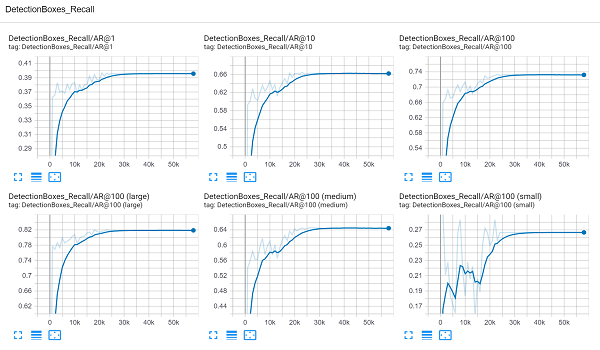 DetectionBoxes_Recall
DetectionBoxes_Recall/AR@1
tag: DetectionBoxes_Recall/AR@1
0.41
0.39
0.37
0.35
0.33
0.31
0.29
0 10k 20k 30k 40k 50k
DetectionBoxes_Recall/AR@10
tag: DetectionBoxes_Recall/AR@10
0.66
0.62
0.58
0.54
0.5
0 10k 20k 30k 40k 50k
DetectionBoxes_Recall/AR@100
tag: DetectionBoxes_Recall/AR@100
0.74
0.7
0.66
0.62
0.58
0.54
0 10k 20k 30k 40k 50k
DetectionBoxes_Recall/AR@100 (large)
tag: DetectionBoxes_Recall/AR@100 (large)
0.82
0.78
0.74
0.7
0.66
0.62
0 10k 20k 30k 40k 50k
DetectionBoxes_Recall/AR@100 (medium)
tag: DetectionBoxes_Recall/AR@100 (medium)
0.64
0.6
0.56
0.52
0.48
0.44
0 10k 20k 30k 40k 50k
DetectionBoxes_Recall/AR@100 (small)
tag: DetectionBoxes_Recall/AR@100 (small)
0.27
0.25
0.23
0.21
0.19
0.17
0 10k 20k 30k 40k 50k